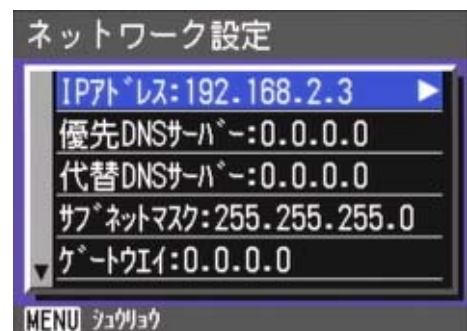 ネットワーク設定
IPｱﾄﾞﾚｽ:192.168.2.3
優先DNSｻｰﾊﾞｰ:0.0.0.0
代替DNSｻｰﾊﾞｰ:0.0.0.0
ｻﾌﾞﾈｯﾄﾏｽｸ:255.255.255.0
ｹﾞｰﾄｳｴｲ:0.0.0.0
MENU ｼｭｳﾘｮｳ